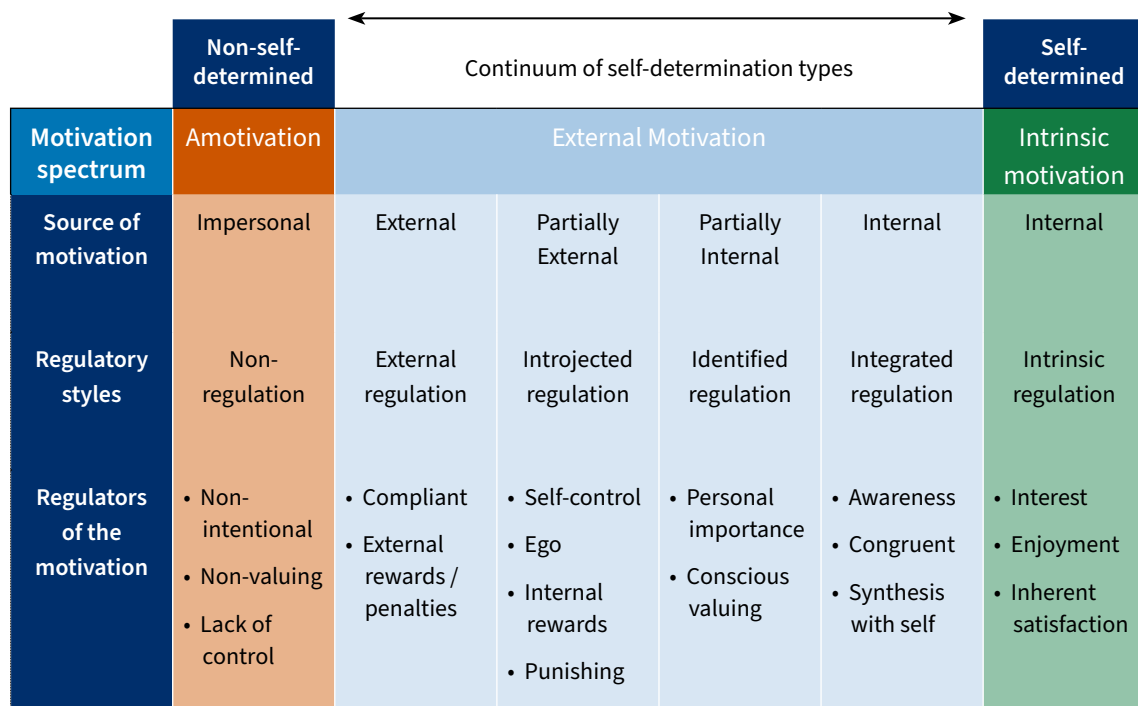 Non-self-
determined
Continuum of self-determination types
Self-
determined
Motivation
spectrum
Amotivation
External Motivation
Intrinsic
motivation
Source of
motivation
Impersonal
External
Partially
External
Partially
Internal
Internal
Internal
Regulatory
styles
Non-
regulation
External
regulation
Introjected
regulation
Identified
regulation
Integrated
regulation
Intrinsic
regulation
Regulators
of the
motivation
• Non-
intentional
• Non-valuing
• Lack of
control
• Compliant
• External
rewards /
penalties
• Self-control
• Ego
• Internal
rewards
• Punishing
• Personal
importance
• Conscious
valuing
• Awareness
• Congruent
• Synthesis
with self
• Interest
• Enjoyment
• Inherent
satisfaction